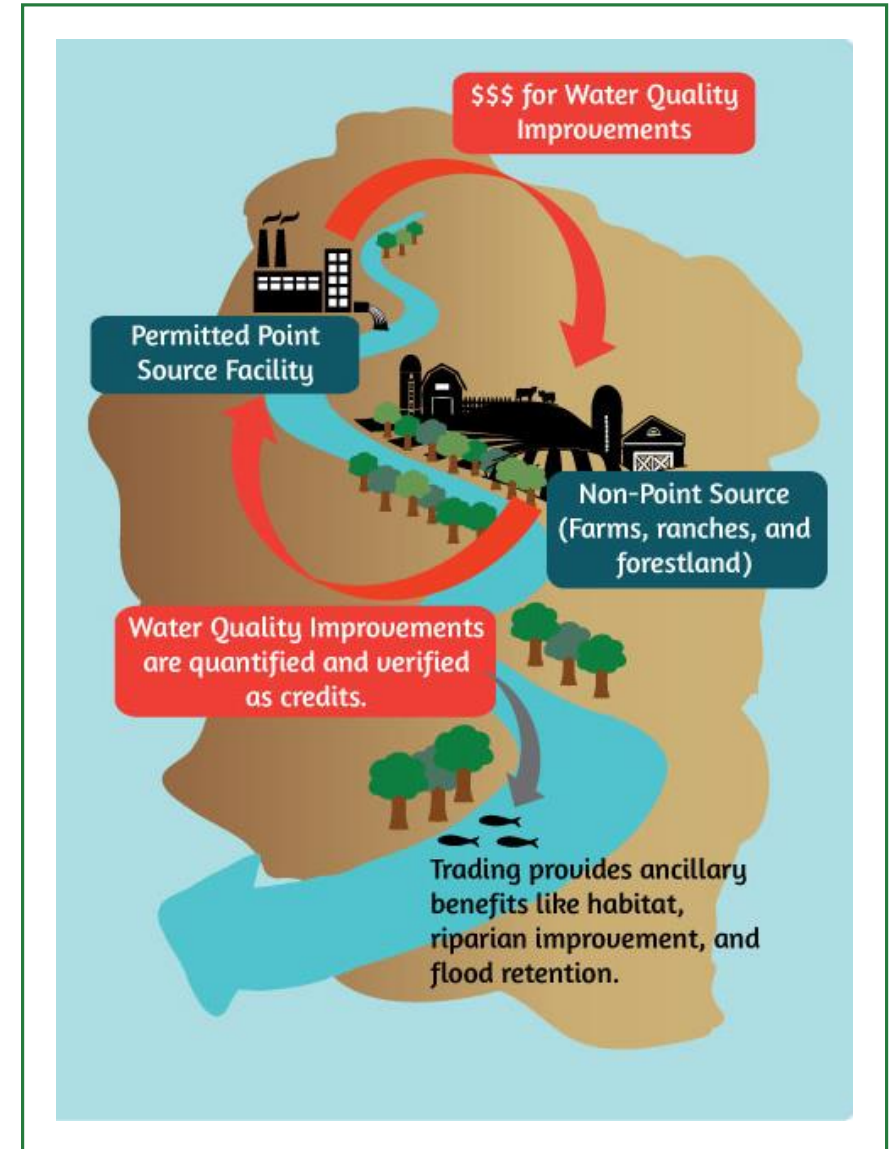 $$$ for Water Quality
Improvements
Permitted Point
Source Facility
Non-Point Source
(Farms, ranches, and
forestland)
Water Quality Improvements
are quantified and verified
as credits.
Trading provides ancillary
benefits like habitat,
riparian improvement, and
flood retention.